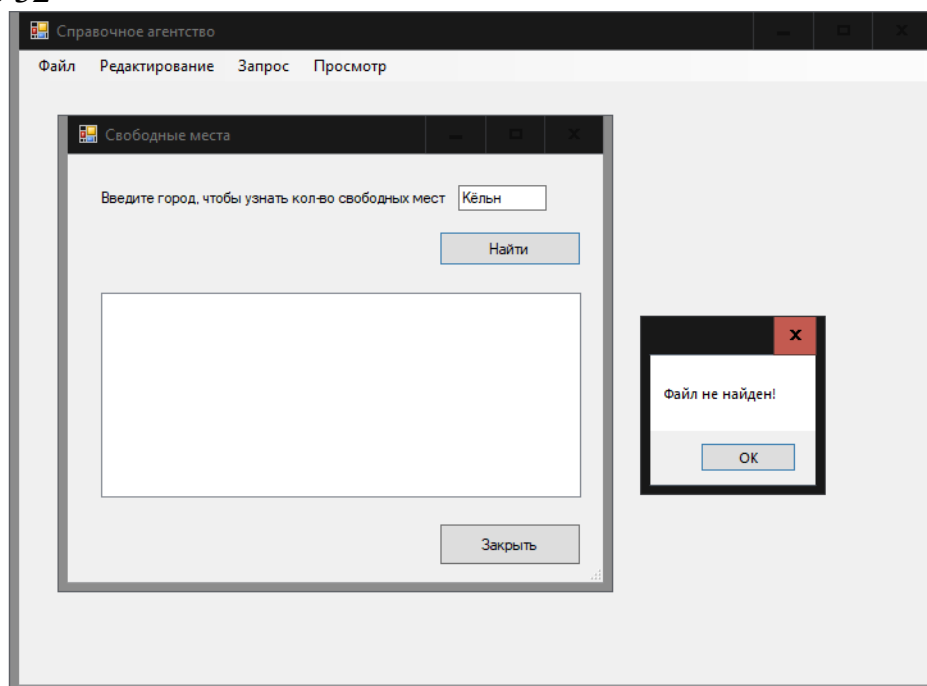 Справочное агентство
Файл Редактирование Запрос Просмотр
Свободные места
Введите город, чтобы узнать кол-во свободных мест Кёльн
Найти
Файл не найден!
OK
Закрыть